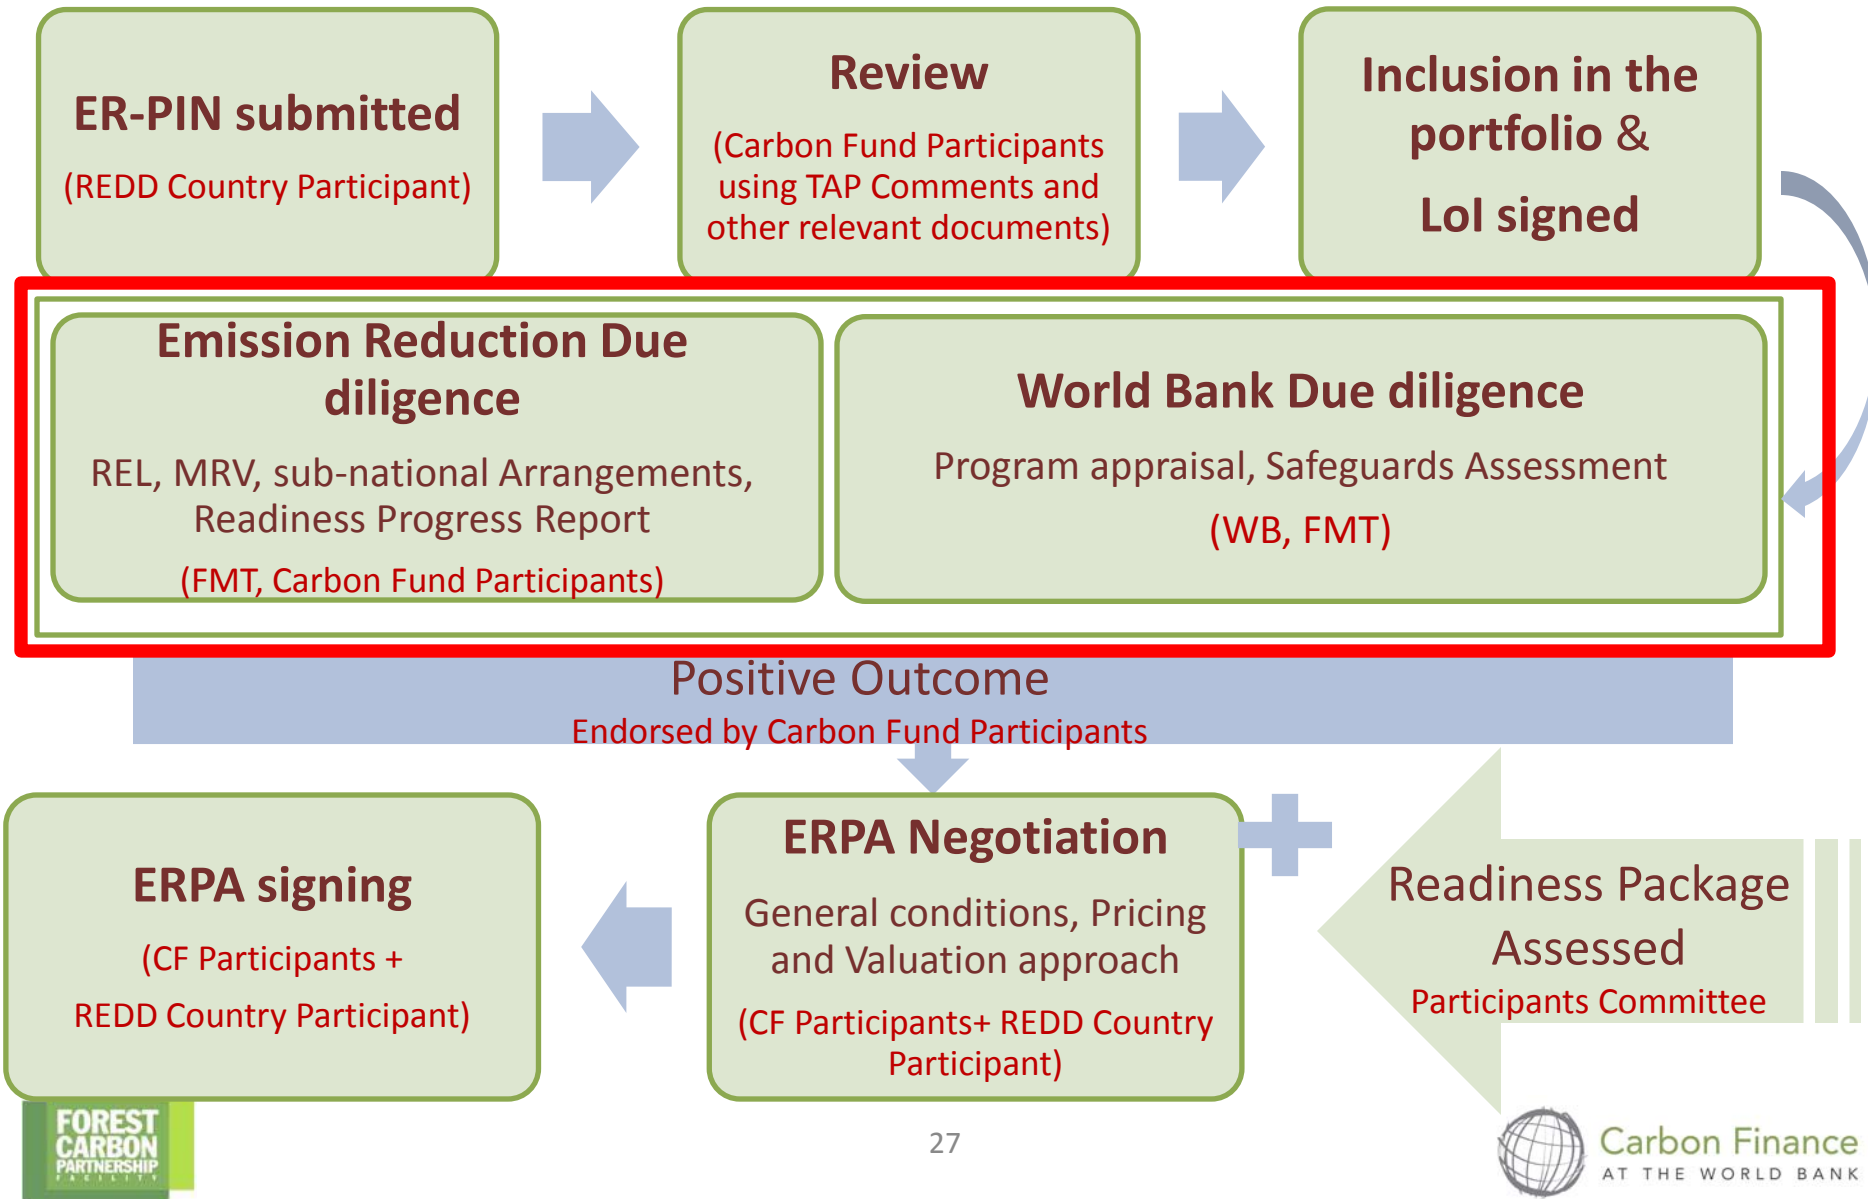 ER-PIN submitted
(REDD Country Participant)
Review
(Carbon Fund Participants
using TAP Comments and
other relevant documents)
Inclusion in the
portfolio &
LoI signed
Emission Reduction Due
diligence
REL, MRV, sub-national Arrangements,
Readiness Progress Report
(FMT, Carbon Fund Participants)
World Bank Due diligence
Program appraisal, Safeguards Assessment
(WB, FMT)
Positive Outcome
Endorsed by Carbon Fund Participants
ERPA signing
(CF Participants +
REDD Country Participant)
ERPA Negotiation
General conditions, Pricing
and Valuation approach
(CF Participants+ REDD Country
Participant)
Readiness Package
Assessed
Participants Committee
FOREST
CARBON
PARTNERSHIP
FACILITY
27
Carbon Finance
AT THE WORLD BANK